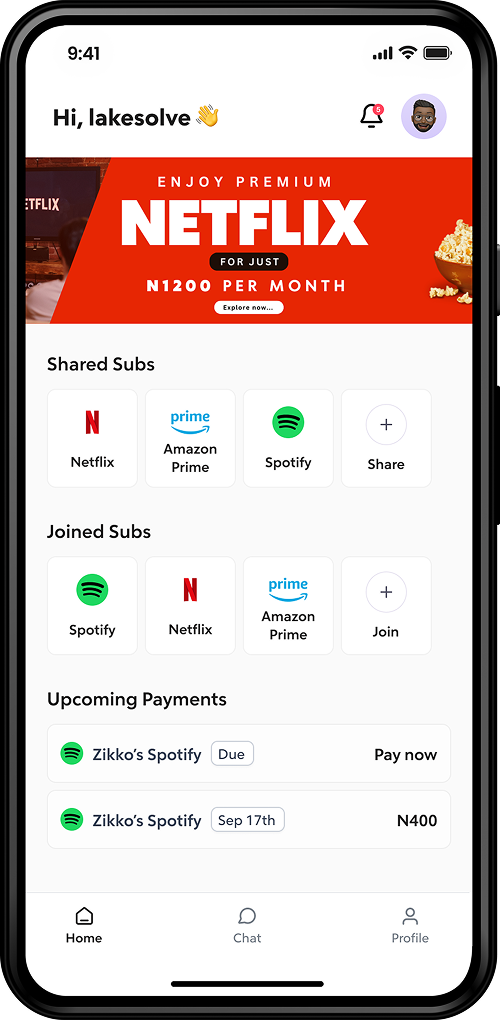 9:41
Hi, lakesolve 👋
5
ETFLIX
ENJOY PREMIUM
NETFLIX
FOR JUST
N1200 PER MONTH
Explore now...
Shared Subs
N
Netflix
prime
Amazon
Prime
Spotify
+
Share
Joined Subs
Spotify
N
Netflix
prime
Amazon
Prime
+
Join
Upcoming Payments
Zikko's Spotify Due Pay now
Zikko's Spotify Sep 17th N400
Home Chat Profile